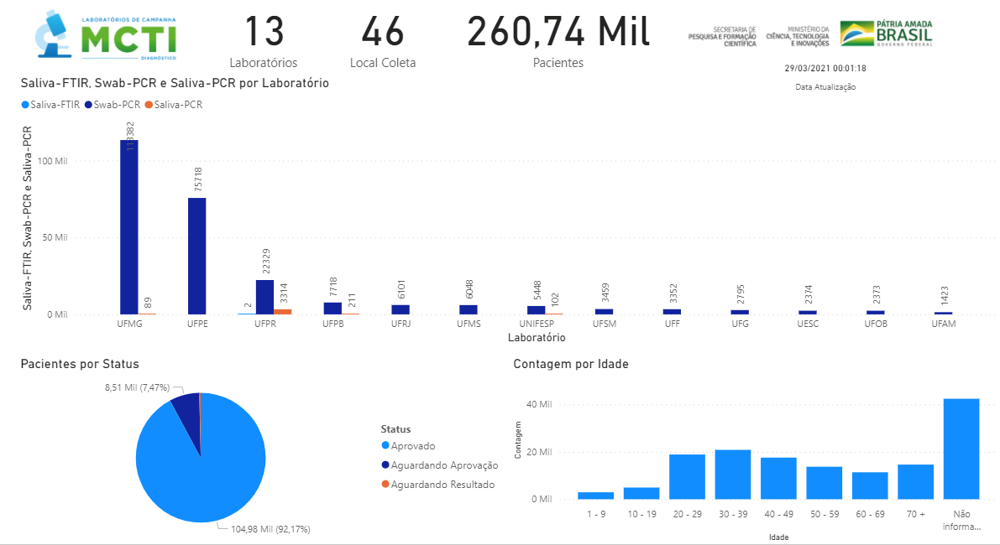 LABORATÓRIOS DE CAMPANHA
MCTI
DIAGNÓSTICO
13
Laboratórios
46
Local Coleta
260,74 Mil
Pacientes
SECRETARIA DE
PESQUISA E FORMAÇÃO
CIENTÍFICA
MINISTÉRIO DA
CIÊNCIA, TECNOLOGIA
E INOVAÇÕES
PÁTRIA AMADA
BRASIL
GOVERNO FEDERAL
29/03/2021 00:01:18
Data Atualização
Saliva-FTIR, Swab-PCR e Saliva-PCR por Laboratório
Saliva-FTIR Swab-PCR Saliva-PCR
Saliva-FTIR, Swab-PCR e Saliva-PCR
100 Mil
50 Mil
0 Mil
113382
89
75718
2
22329
3314
7718
211
6101
6048
5448
102
3459
3352
2795
2374
2373
1423
UFMG UFPE UFPR UFPB UFRJ UFMS UNIFESP UFSM UFF UFG UESC UFOB UFAM
Laboratório
Pacientes por Status
8,51 Mil (7,47%)
104,98 Mil (92,17%)
Status
Aprovado
Aguardando Aprovação
Aguardando Resultado
Contagem por Idade
Contagem
40 Mil
20 Mil
0 Mil
1 - 9 10 - 19 20 - 29 30 - 39 40 - 49 50 - 59 60 - 69 70 + Não
informa...
Idade